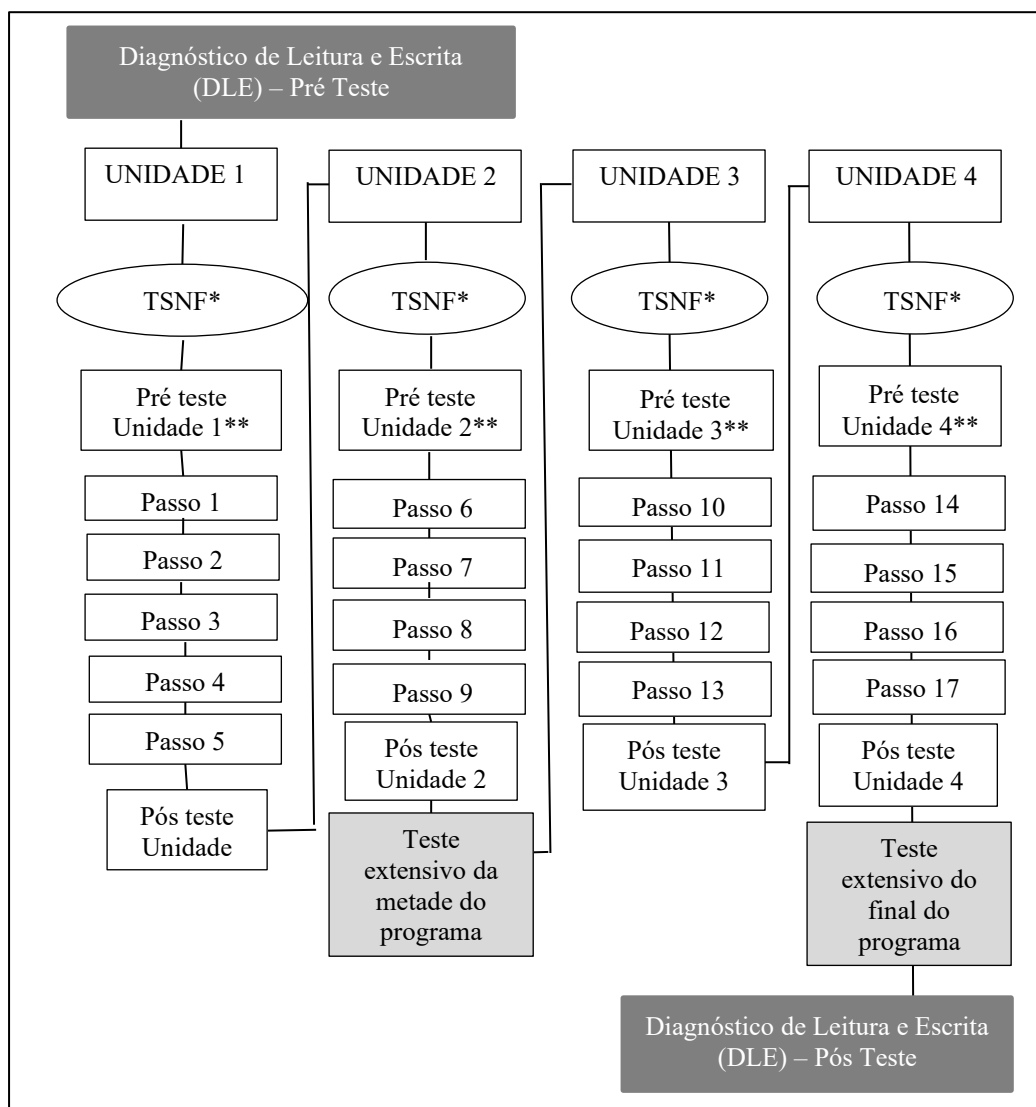 Diagnóstico de Leitura e Escrita
(DLE) – Pré Teste
UNIDADE 1
TSNF*
Pré teste
Unidade 1**
Passo 1
Passo 2
Passo 3
Passo 4
Passo 5
Pós teste
Unidade
UNIDADE 2
TSNF*
Pré teste
Unidade 2**
Passo 6
Passo 7
Passo 8
Passo 9
Pós teste
Unidade 2
Teste
extensivo da
metade do
programa
UNIDADE 3
TSNF*
Pré teste
Unidade 3**
Passo 10
Passo 11
Passo 12
Passo 13
Pós teste
Unidade 3
UNIDADE 4
TSNF*
Pré teste
Unidade 4**
Passo 14
Passo 15
Passo 16
Passo 17
Pós teste
Unidade 4
Teste
extensivo do
final do
programa
Diagnóstico de Leitura e Escrita
(DLE) – Pós Teste